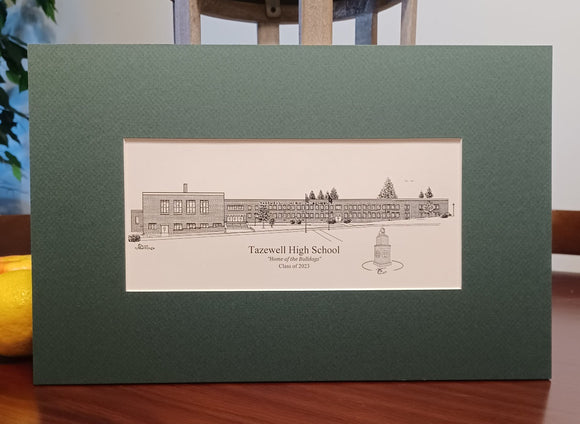 Tazewell High School
"Home of the Bulldogs"
Class of 2023